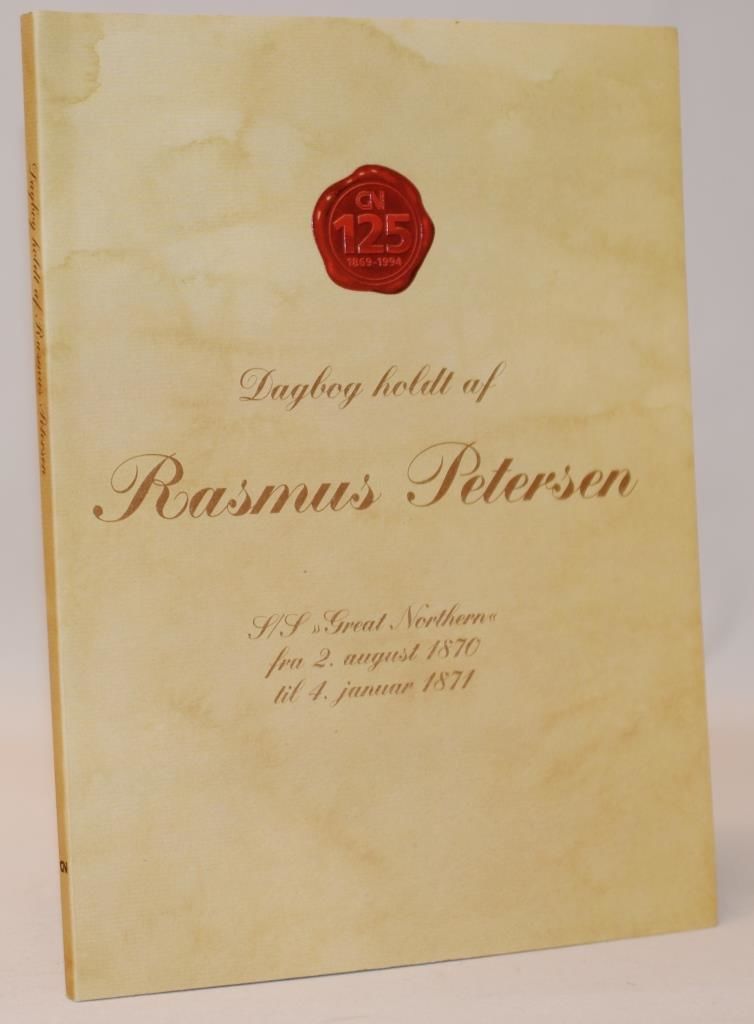 GN
125
1869-1994
Dagbog holdt af
Rasmus Petersen
S/S »Great Northern«
fra 2. august 1870
til 4. januar 1871
Dagbog holdt af Rasmus Petersen
GN